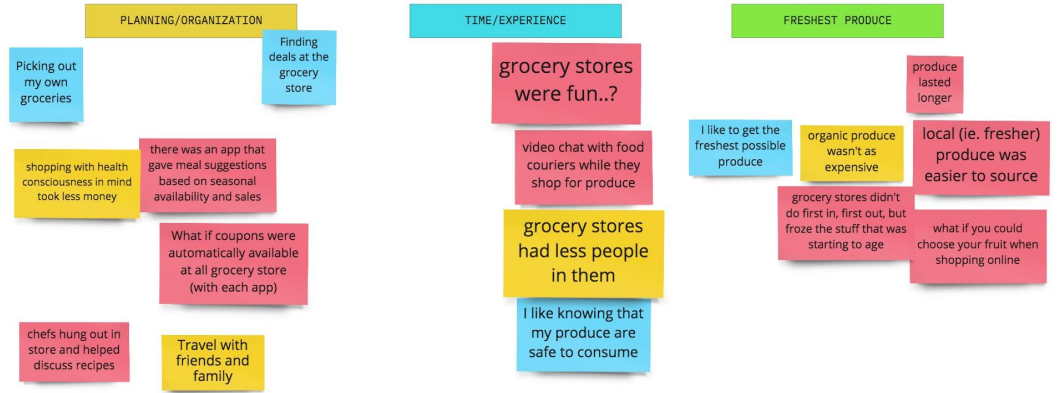 PLANNING/ORGANIZATION
Picking out
my own
groceries
Finding
deals at the
grocery
store
shopping with health
consciousness in mind
took less money
there was an app that
gave meal suggestions
based on seasonal
availability and sales
What if coupons were
automatically available
at all grocery store
(with each app)
chefs hung out in
store and helped
discuss recipes
Travel with
friends and
family
TIME/EXPERIENCE
grocery stores
were fun..?
video chat with food
couriers while they
shop for produce
grocery stores
had less people
in them
I like knowing that
my produce are
safe to consume
FRESHEST PRODUCE
produce
lasted
longer
I like to get the
freshest possible
produce
organic produce
wasn't as
expensive
local (ie. fresher)
produce was
easier to source
grocery stores didn't
do first in, first out, but
froze the stuff that was
starting to age
what if you could
choose your fruit when
shopping online